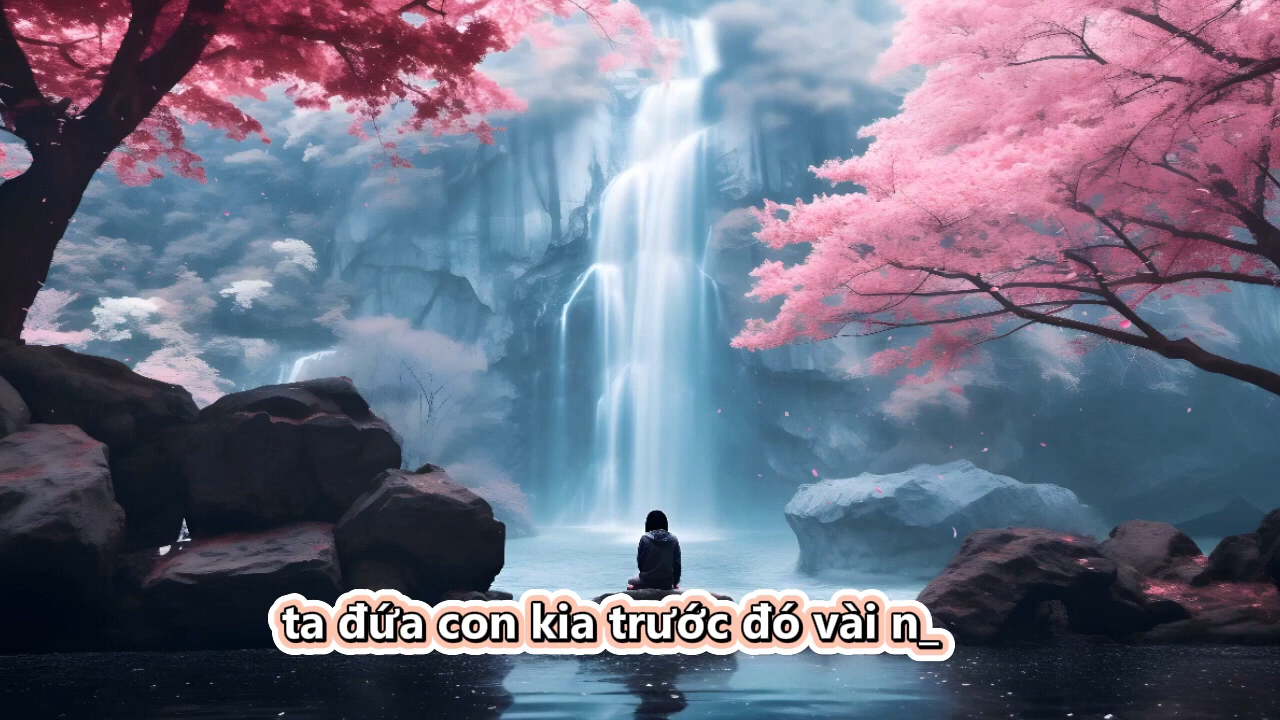 ta đứa con kia trước đó vài n_